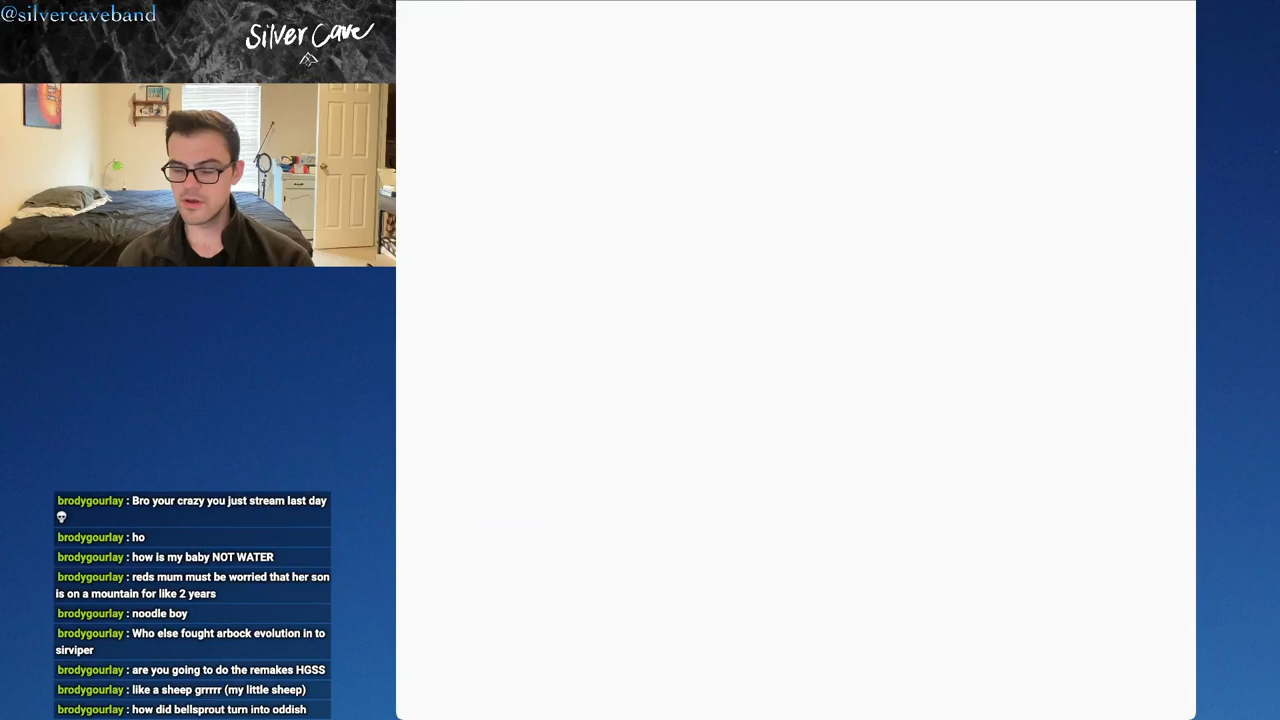 @silvercaveband
Silver Cave
brodygourlay : Bro your crazy you just stream last day
💀
brodygourlay : ho
brodygourlay : how is my baby NOT WATER
brodygourlay : reds mum must be worried that her son
is on a mountain for like 2 years
brodygourlay : noodle boy
brodygourlay : Who else fought arbock evolution in to
sirviper
brodygourlay : are you going to do the remakes HGSS
brodygourlay : like a sheep grrrrr (my little sheep)
brodygourlay : how did bellsprout turn into oddish